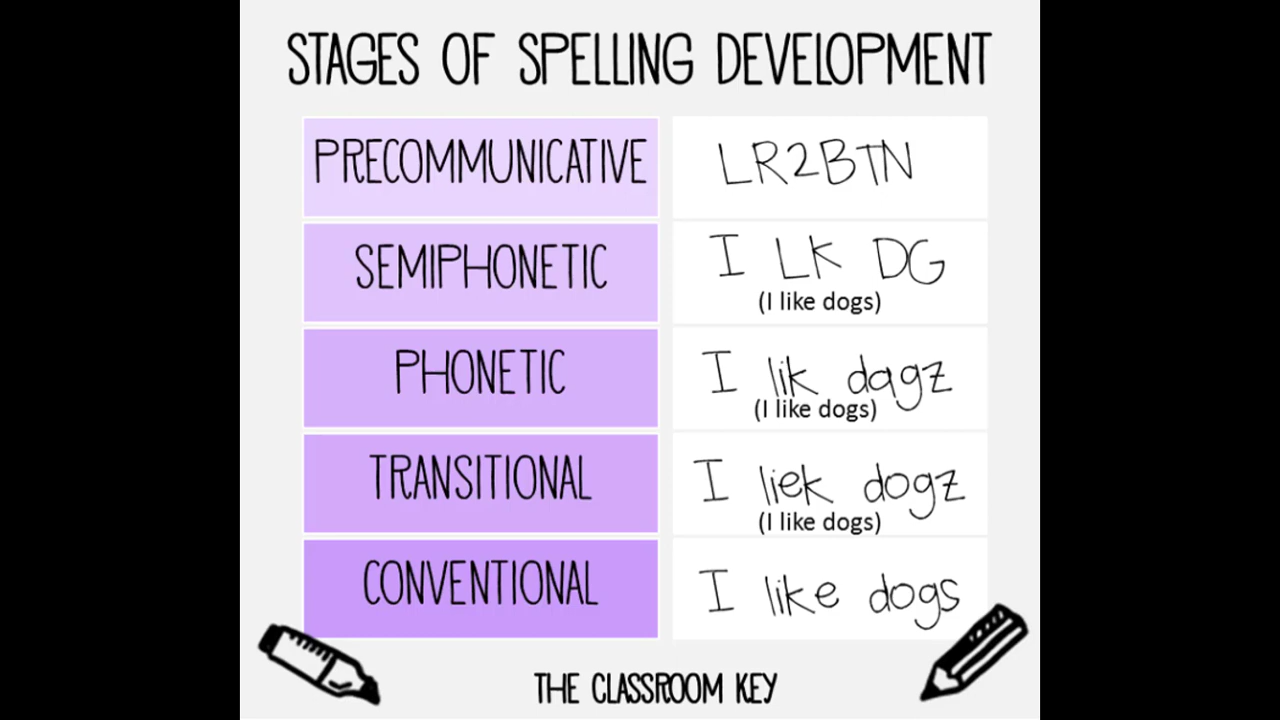 STAGES OF SPELLING DEVELOPMENT
PRECOMMUNICATIVE LR2BTN
SEMIPHONETIC I LK DG
(I like dogs)
PHONETIC I lik dagz
(I like dogs)
TRANSITIONAL I liek dogz
(I like dogs)
CONVENTIONAL I like dogs
THE CLASSROOM KEY